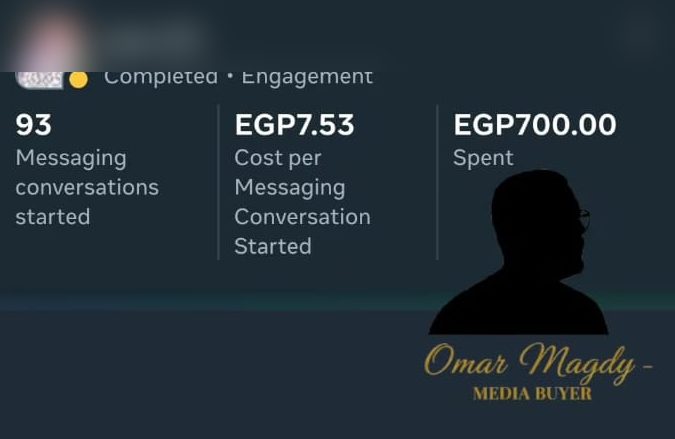 Completed • Engagement
93
Messaging
conversations
started
EGP7.53
Cost per
Messaging
Conversation
Started
EGP700.00
Spent
Omar Magdy -
MEDIA BUYER